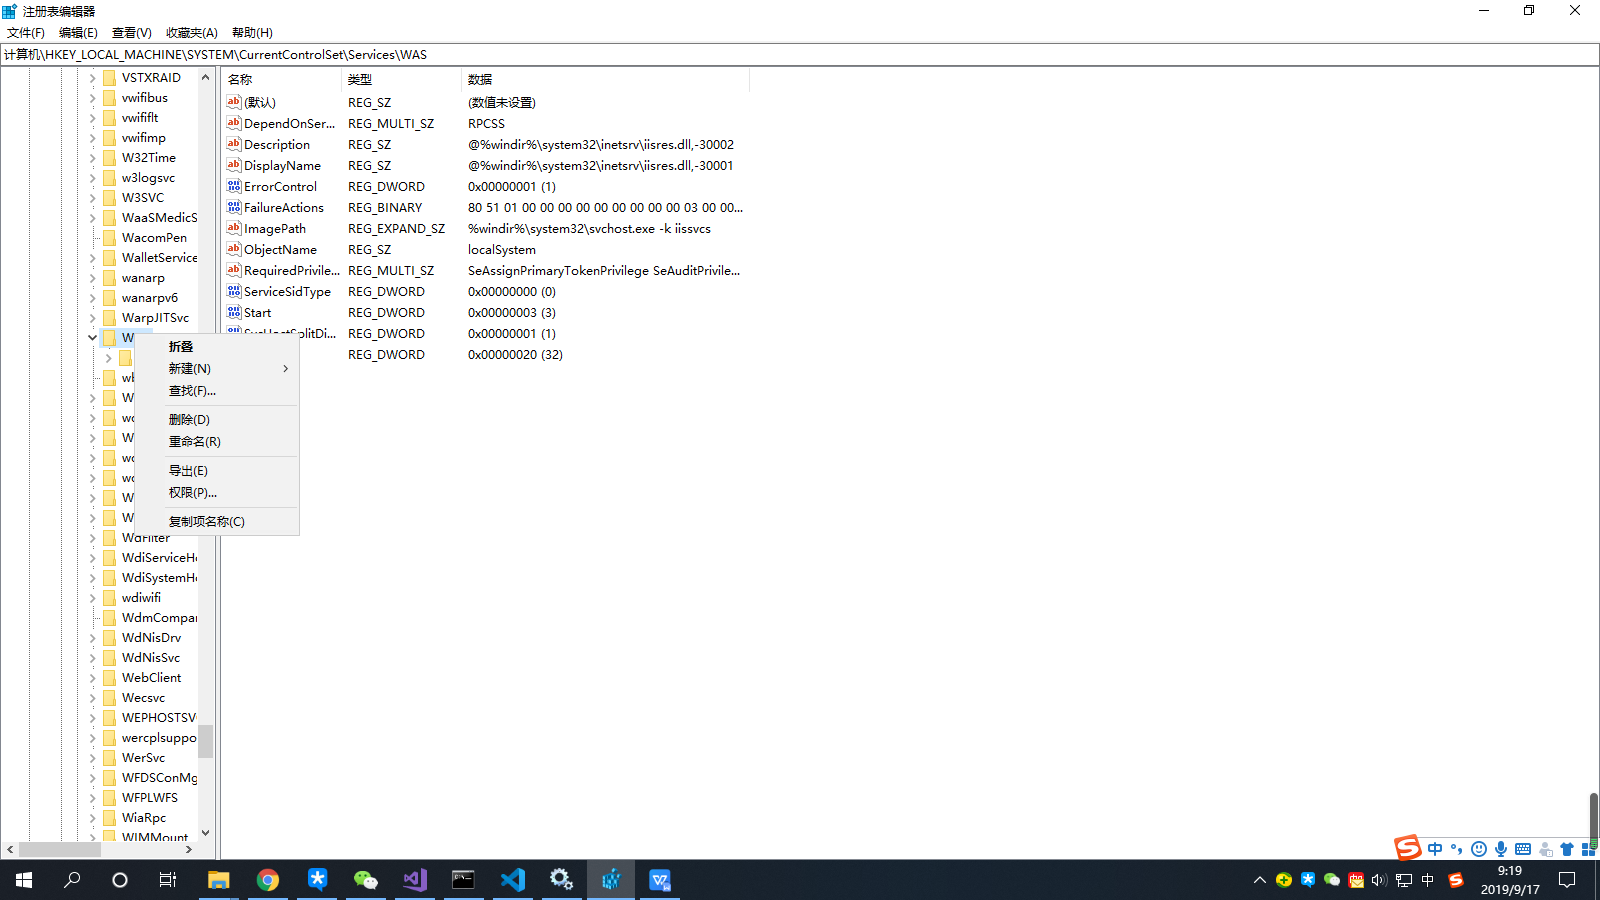 注册表编辑器
文件(F) 编辑(E) 查看(V) 收藏夹(A) 帮助(H)
计算机\HKEY_LOCAL_MACHINE\SYSTEM\CurrentControlSet\Services\WAS
VSTXRAID
vwifibus
vwififlt
vwifimp
W32Time
w3logsvc
W3SVC
WaaSMedicS
WacomPen
WalletService
wanarp
wanarpv6
WarpJITSvc
WdFilter
WdiServiceHo
WdiSystemHo
wdiwifi
WdmCompan
WdNisDrv
WdNisSvc
WebClient
Wecsvc
WEPHOSTSV
wercplsuppo
WerSvc
WFDSConMg
WFPLWFS
WiaRpc
WIMMount
折叠
新建(N)
查找(F)...
删除(D)
重命名(R)
导出(E)
权限(P)...
复制项名称(C)
名称 类型 数据
(默认) REG_SZ (数值未设置)
DependOnSer... REG_MULTI_SZ RPCSS
Description REG_SZ @%windir%\system32\inetsrv\iisres.dll,-30002
DisplayName REG_SZ @%windir%\system32\inetsrv\iisres.dll,-30001
ErrorControl REG_DWORD 0x00000001 (1)
FailureActions REG_BINARY 80 51 01 00 00 00 00 00 00 00 00 00 03 00 00...
ImagePath REG_EXPAND_SZ %windir%\system32\svchost.exe -k iissvcs
ObjectName REG_SZ localSystem
RequiredPrivile... REG_MULTI_SZ SeAssignPrimaryTokenPrivilege SeAuditPrivile...
ServiceSidType REG_DWORD 0x00000000 (0)
Start REG_DWORD 0x00000003 (3)
SvcHostSplitDi... REG_DWORD 0x00000001 (1)
REG_DWORD 0x00000020 (32)
中
中
9:19
2019/9/17